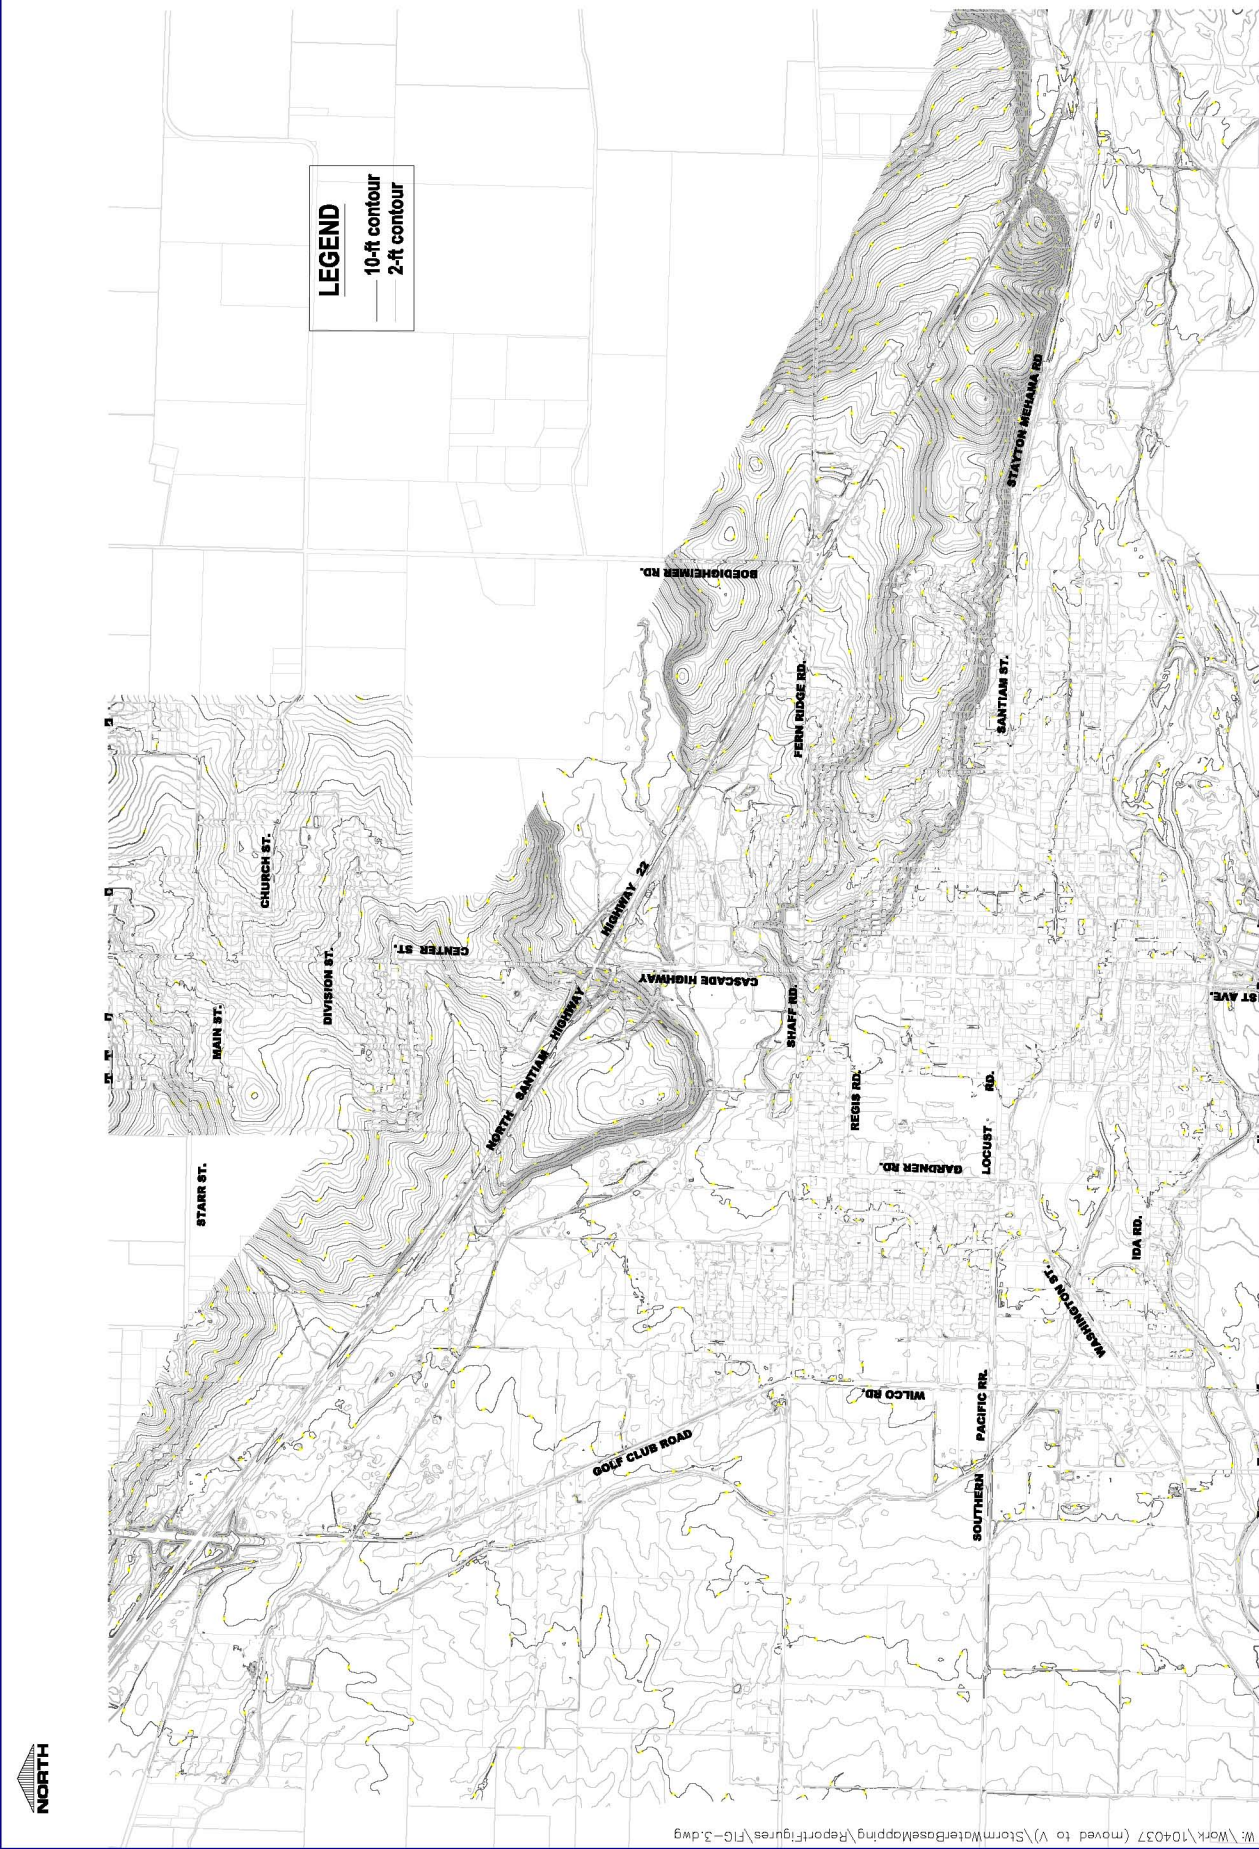 NORTH
LEGEND
10-ft contour
2-ft contour
STARR ST.
MAIN ST.
CHURCH ST.
DIVISION ST.
CENTER ST.
NORTH SANTIAM HIGHWAY
HIGHWAY 22
BOEDIGHEIMER RD.
CASCADE HIGHWAY
GOLF CLUB ROAD
SHAFF RD.
FERN RIDGE RD.
REGIS RD.
WILCO RD.
GARDNER RD.
STAYTON MEHAMA RD
SOUTHERN PACIFIC RR.
LOCUST RD.
SANTIAM ST.
WASHINGTON ST.
IDA RD.
ST AVE.
W:\Work\104037 (moved to V)\StormWaterBaseMapping\ReportFigures\FIG-3.dwg